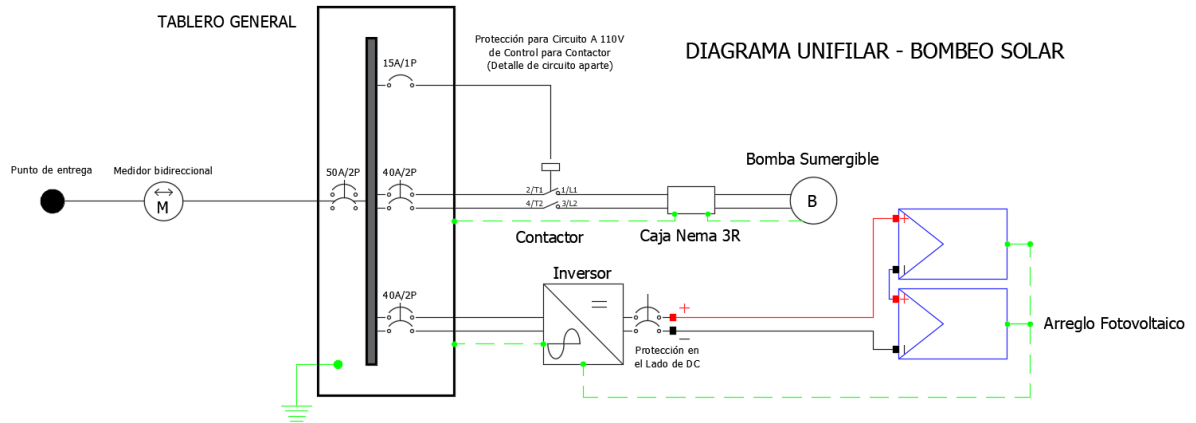 TABLERO GENERAL
Protección para Circuito A 110V
de Control para Contactor
(Detalle de circuito aparte)
DIAGRAMA UNIFILAR - BOMBEO SOLAR
15A/1P
Punto de entrega
Medidor bidireccional
M
50A/2P
40A/2P
2/T1
1/L1
4/T2
3/L2
Contactor
Caja Nema 3R
Bomba Sumergible
B
40A/2P
Inversor
+
−
Protección en
el Lado de DC
+
|
+
|
Arreglo Fotovoltaico